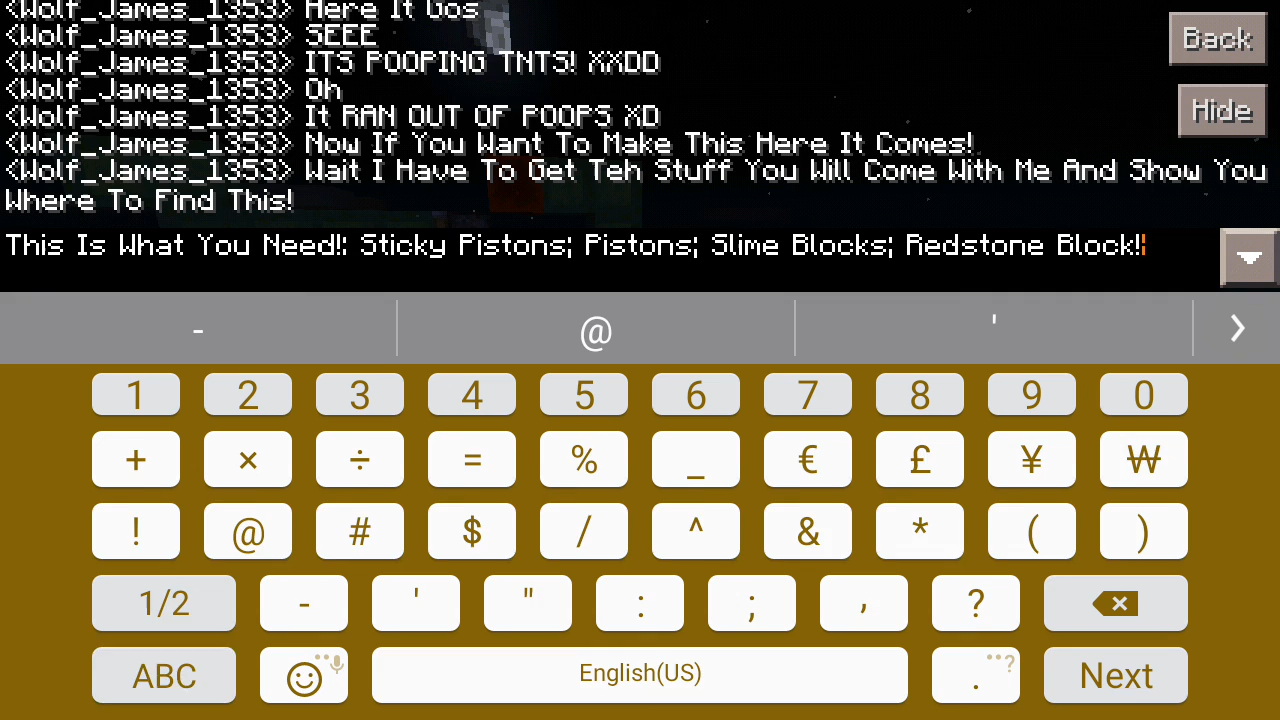 <Wolf_James_1353> Here It Gos
<Wolf_James_1353> SEEE
<Wolf_James_1353> ITS POOPING TNTS! XXDD
<Wolf_James_1353> Oh
<Wolf_James_1353> It RAN OUT OF POOPS XD
<Wolf_James_1353> Now If You Want To Make This Here It Comes!
<Wolf_James_1353> Wait I Have To Get Teh Stuff You Will Come With Me And Show You
Where To Find This!
Back
Hide
This Is What You Need!: Sticky Pistons; Pistons; Slime Blocks; Redstone Block!
- @ '
1 2 3 4 5 6 7 8 9 0
+ × ÷ = % _ € £ ¥ ₩
! @ # $ / ^ & * ( )
1/2 - ' " : ; , ?
ABC English(US) . ? Next